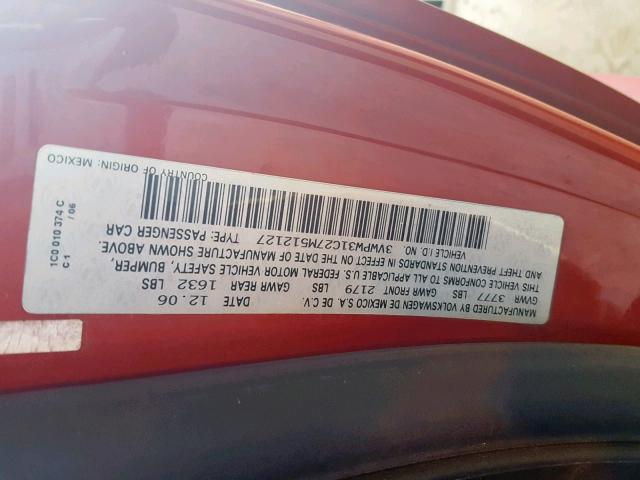 MANUFACTURED BY VOLKSWAGEN DE MEXICO S.A. DE C.V.
DATE 12.06
GVWR 3777 LBS GAWR FRONT 2179 LBS GAWR REAR 1632 LBS
THIS VEHICLE CONFORMS TO ALL APPLICABLE U.S. FEDERAL MOTOR VEHICLE SAFETY, BUMPER,
AND THEFT PREVENTION STANDARDS IN EFFECT ON THE DATE OF MANUFACTURE SHOWN ABOVE.
VEHICLE I.D. NO. 3VWPW31C27M512127 TYPE: PASSENGER CAR
COUNTRY OF ORIGIN: MEXICO
1C0 010 374 C
C1 / 06